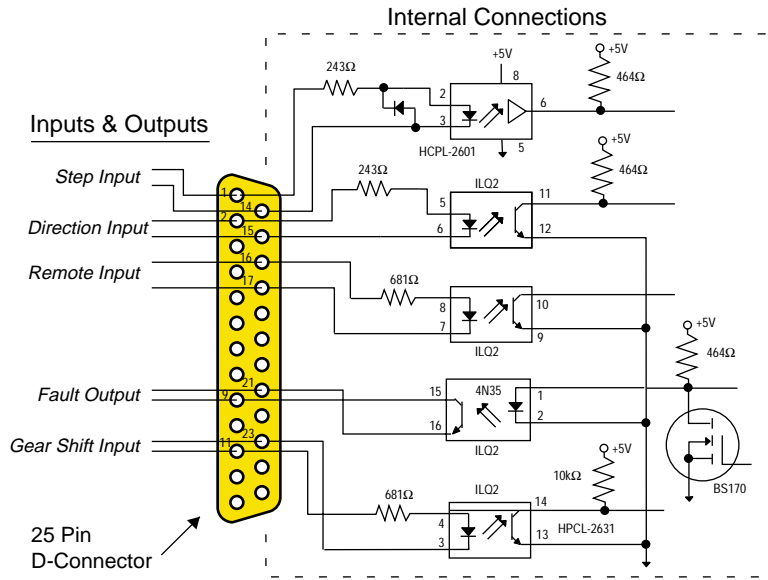 Internal Connections
Inputs & Outputs
Step Input
Direction Input
Remote Input
Fault Output
Gear Shift Input
25 Pin
D-Connector
1
14
2
15
16
17
21
9
23
11
243Ω
2
3
+5V
8
6
5
HCPL-2601
+5V
464Ω
243Ω
ILQ2
5
6
11
12
+5V
464Ω
681Ω
8
7
10
9
ILQ2
15
16
4N35
1
2
ILQ2
+5V
464Ω
BS170
681Ω
ILQ2
4
3
14
13
+5V
10kΩ
HPCL-2631